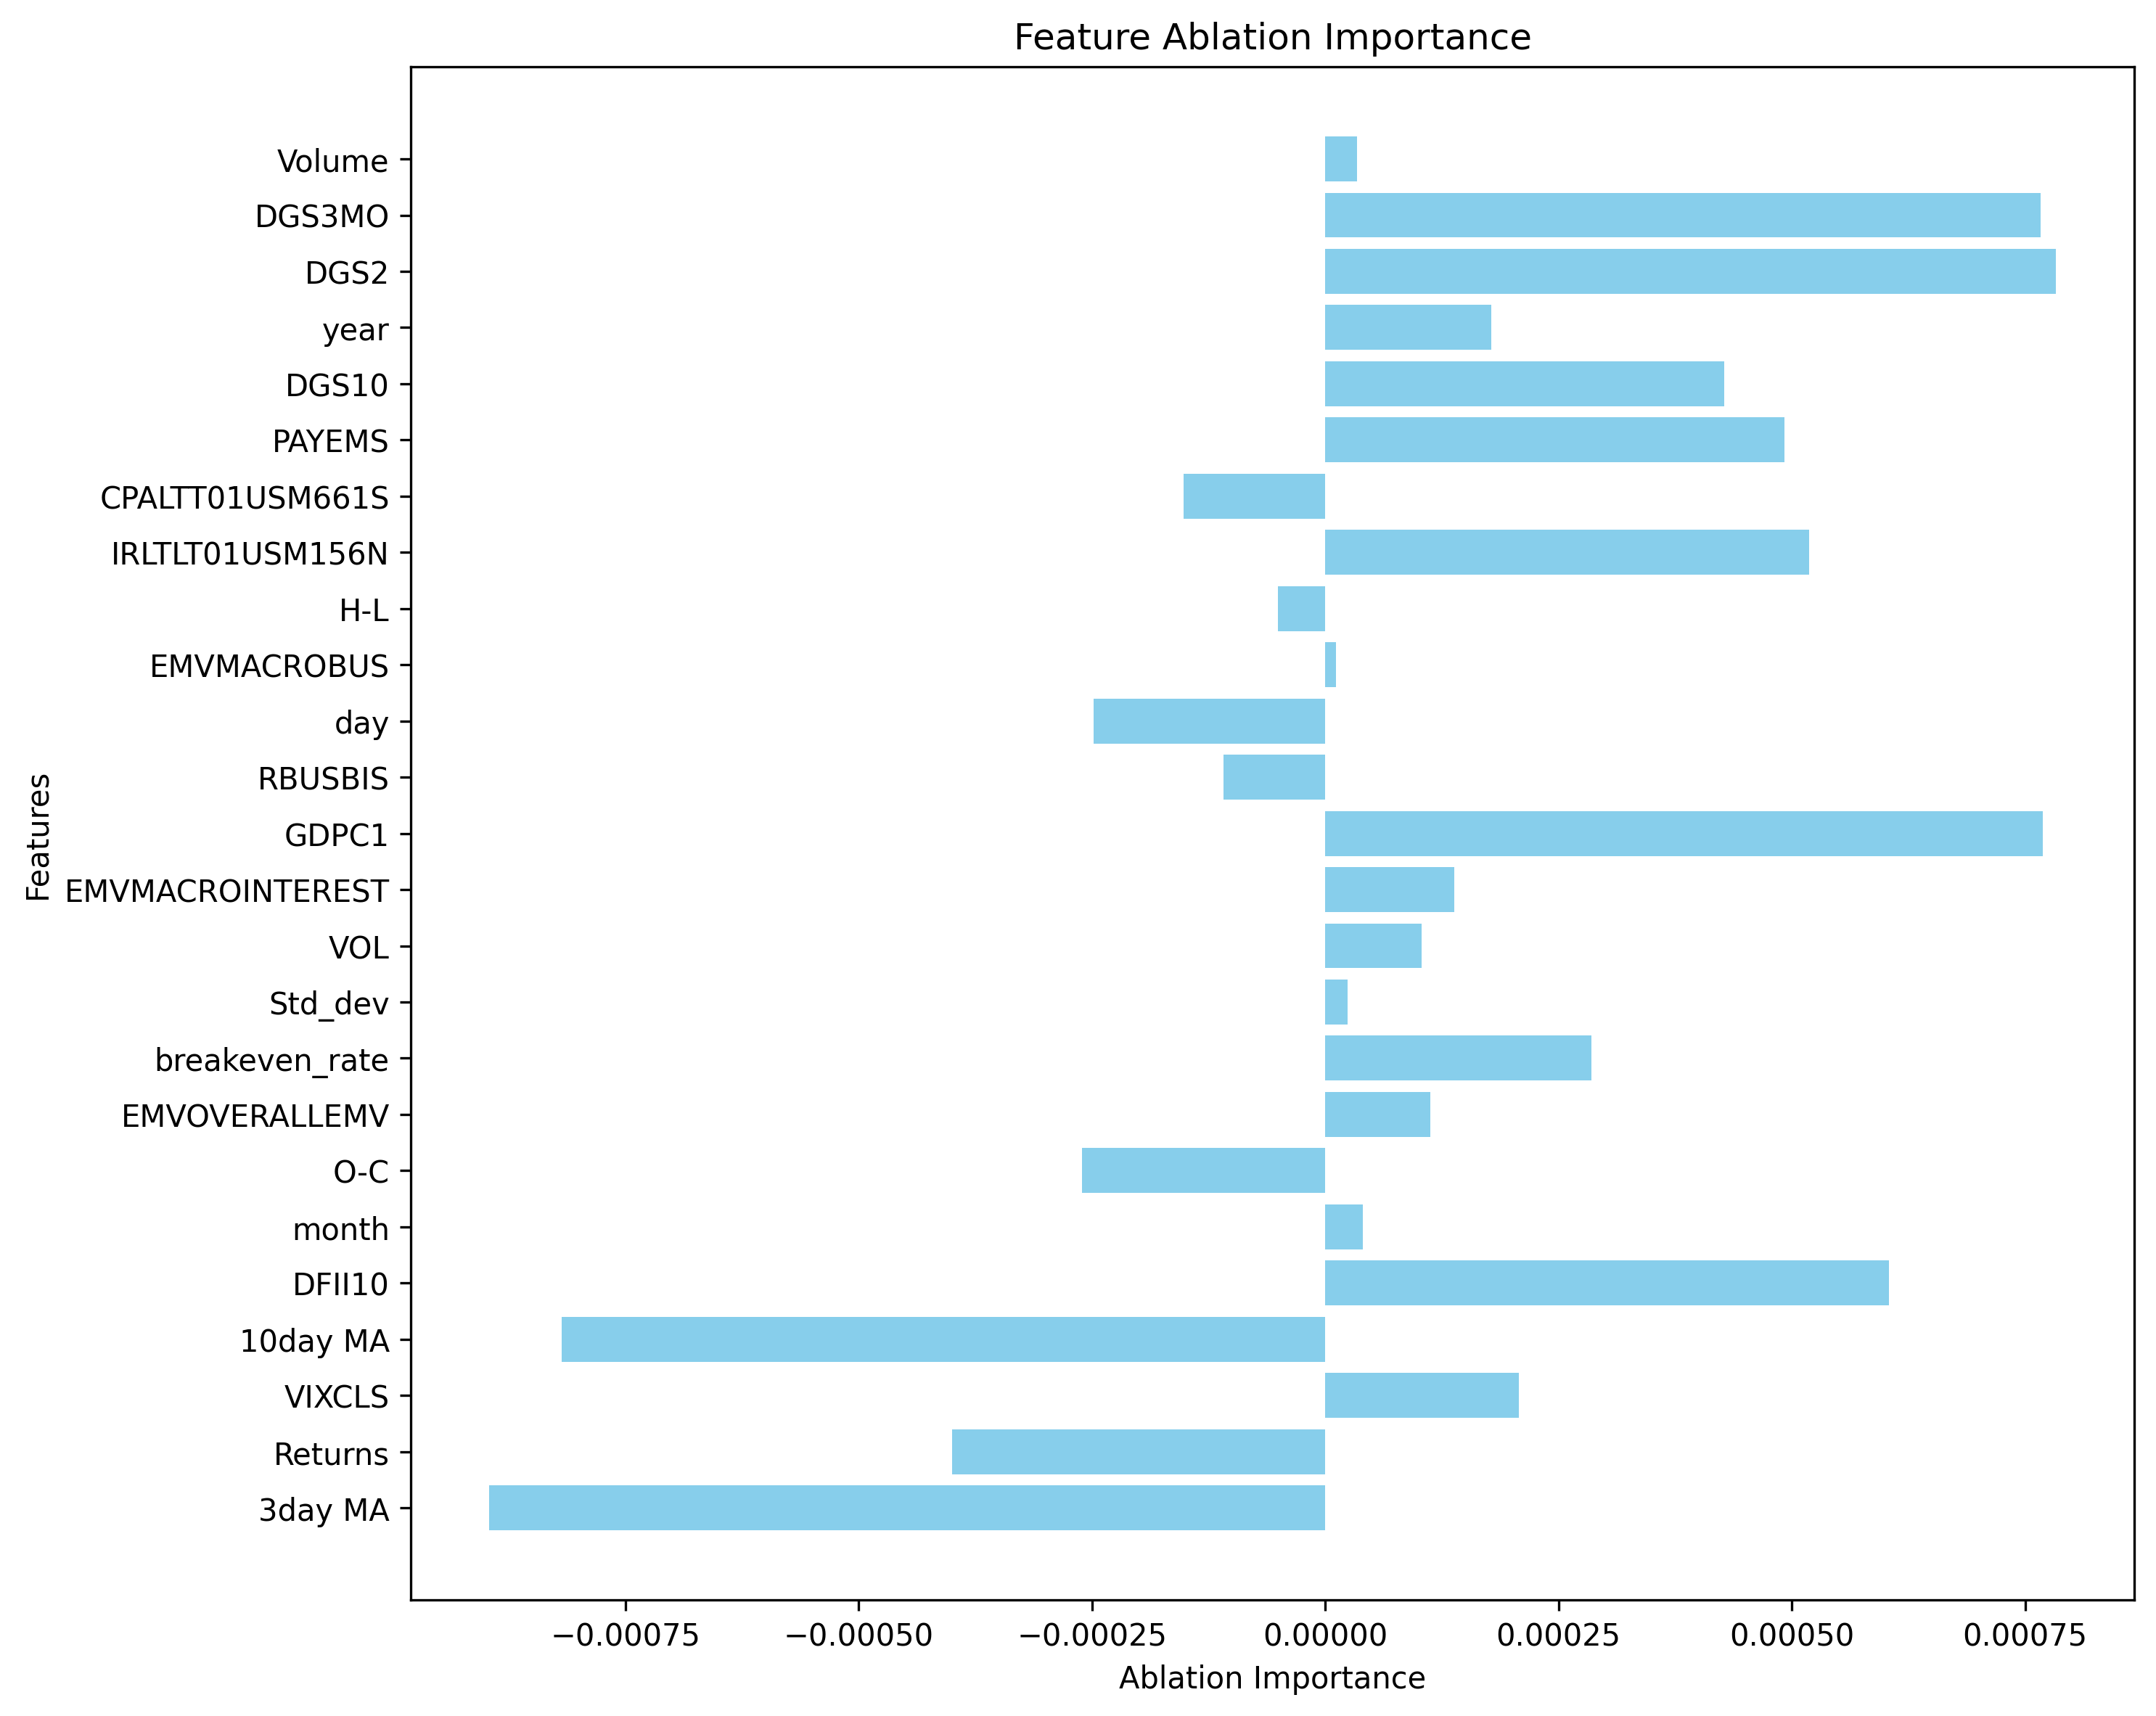 Feature Ablation Importance
Features
Volume
DGS3MO
DGS2
year
DGS10
PAYEMS
CPALTT01USM661S
IRLTLT01USM156N
H-L
EMVMACROBUS
day
RBUSBIS
GDPC1
EMVMACROINTEREST
VOL
Std_dev
breakeven_rate
EMVOVERALLEMV
O-C
month
DFII10
10day MA
VIXCLS
Returns
3day MA
−0.00075 −0.00050 −0.00025 0.00000 0.00025 0.00050 0.00075
Ablation Importance